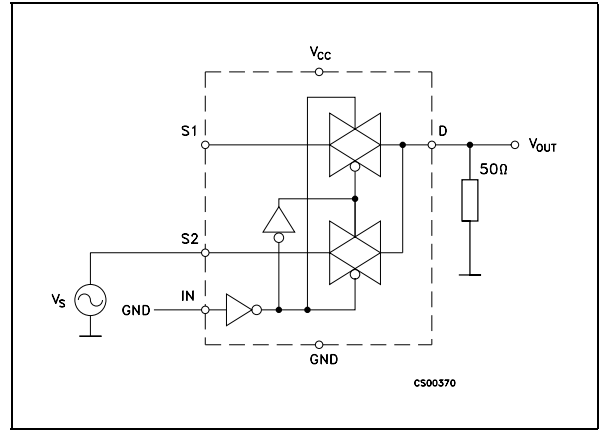 VCC
S1
D
VOUT
50Ω
S2
VS
IN
GND
GND
CS00370